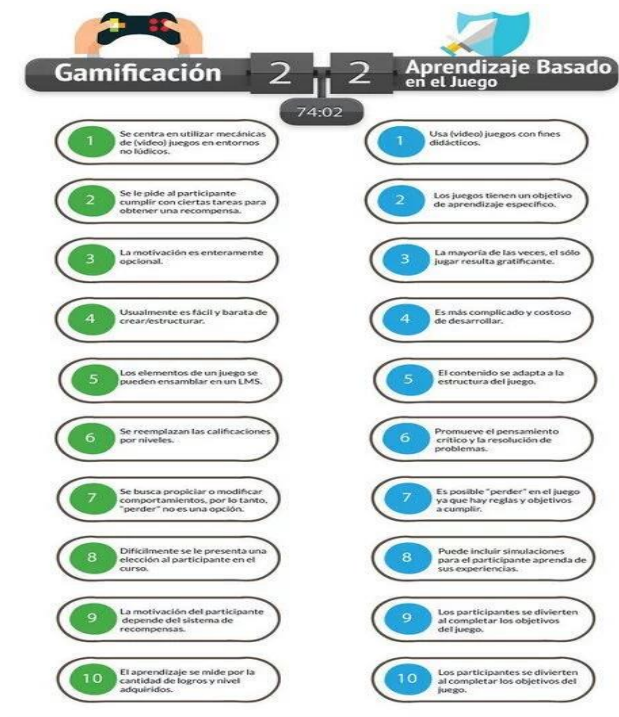 Gamificación
2 2
Aprendizaje Basado
en el Juego
74:02
1
Se centra en utilizar mecánicas
de (video) juegos en entornos
no lúdicos.
1
Usa (video) juegos con fines
didácticos.
2
Se le pide al participante
cumplir con ciertas tareas para
obtener una recompensa.
2
Los juegos tienen un objetivo
de aprendizaje específico.
3
La motivación es enteramente
opcional.
3
La mayoría de las veces, el sólo
jugar resulta gratificante.
4
Usualmente es fácil y barata de
crear/estructurar.
4
Es más complicado y costoso
de desarrollar.
5
Los elementos de un juego se
pueden ensamblar en un LMS.
5
El contenido se adapta a la
estructura del juego.
6
Se reemplazan las calificaciones
por niveles.
6
Promueve el pensamiento
crítico y la resolución de
problemas.
7
Se busca propiciar o modificar
comportamientos, por lo tanto,
"perder" no es una opción.
7
Es posible "perder" en el juego
ya que hay reglas y objetivos
a cumplir.
8
Difícilmente se le presenta una
elección al participante en el
curso.
8
Puede incluir simulaciones
para el participante aprenda de
sus experiencias.
9
La motivación del participante
depende del sistema de
recompensas.
9
Los participantes se divierten
al completar los objetivos
del juego.
10
El aprendizaje se mide por la
cantidad de logros y nivel
adquiridos.
10
Los participantes se divierten
al completar los objetivos del
juego.